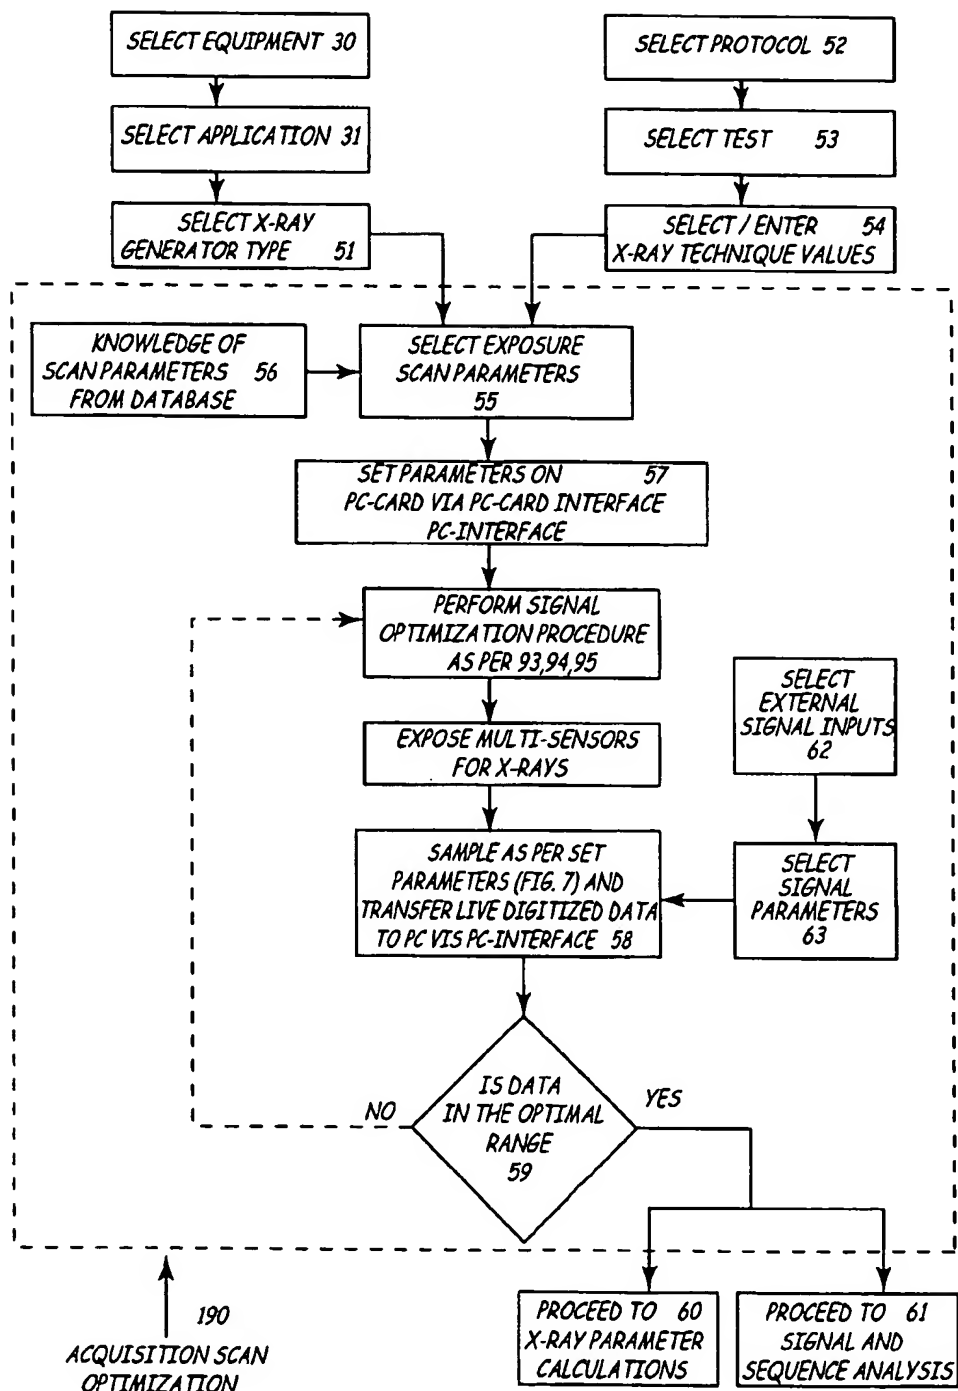 SELECT EQUIPMENT 30
SELECT PROTOCOL 52
SELECT APPLICATION 31
SELECT TEST 53
SELECT X-RAY
GENERATOR TYPE 51
SELECT / ENTER 54
X-RAY TECHNIQUE VALUES
KNOWLEDGE OF
SCAN PARAMETERS 56
FROM DATABASE
SELECT EXPOSURE
SCAN PARAMETERS
55
SET PARAMETERS ON 57
PC-CARD VIA PC-CARD INTERFACE
PC-INTERFACE
PERFORM SIGNAL
OPTIMIZATION PROCEDURE
AS PER 93,94,95
SELECT
EXTERNAL
SIGNAL INPUTS
62
EXPOSE MULTI-SENSORS
FOR X-RAYS
SAMPLE AS PER SET
PARAMETERS (FIG. 7) AND
TRANSFER LIVE DIGITIZED DATA
TO PC VIS PC-INTERFACE 58
SELECT
SIGNAL
PARAMETERS
63
IS DATA
IN THE OPTIMAL
RANGE
59
NO
YES
190
ACQUISITION SCAN
OPTIMIZATION
PROCEED TO 60
X-RAY PARAMETER
CALCULATIONS
PROCEED TO 61
SIGNAL AND
SEQUENCE ANALYSIS